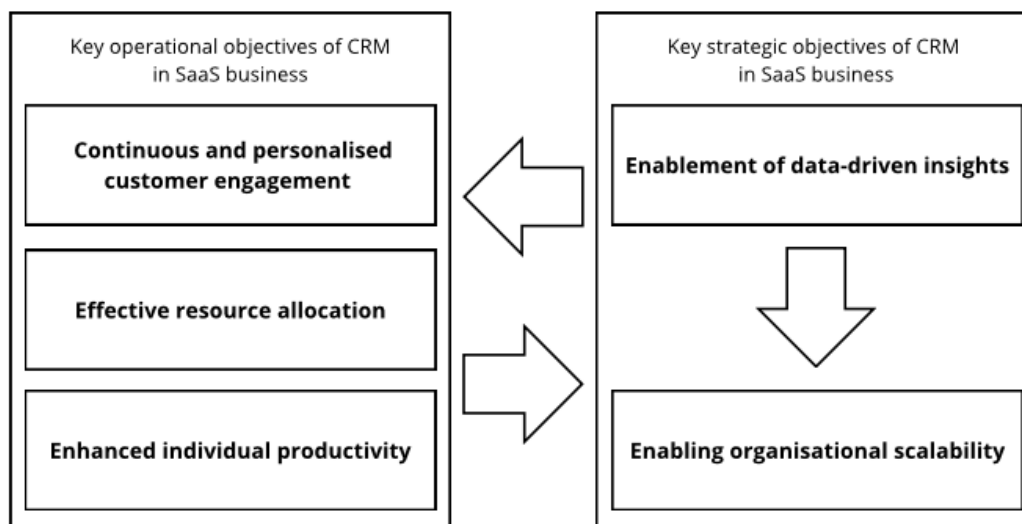 Key operational objectives of CRM
in SaaS business
Continuous and personalised
customer engagement
Effective resource allocation
Enhanced individual productivity
Key strategic objectives of CRM
in SaaS business
Enablement of data-driven insights
Enabling organisational scalability